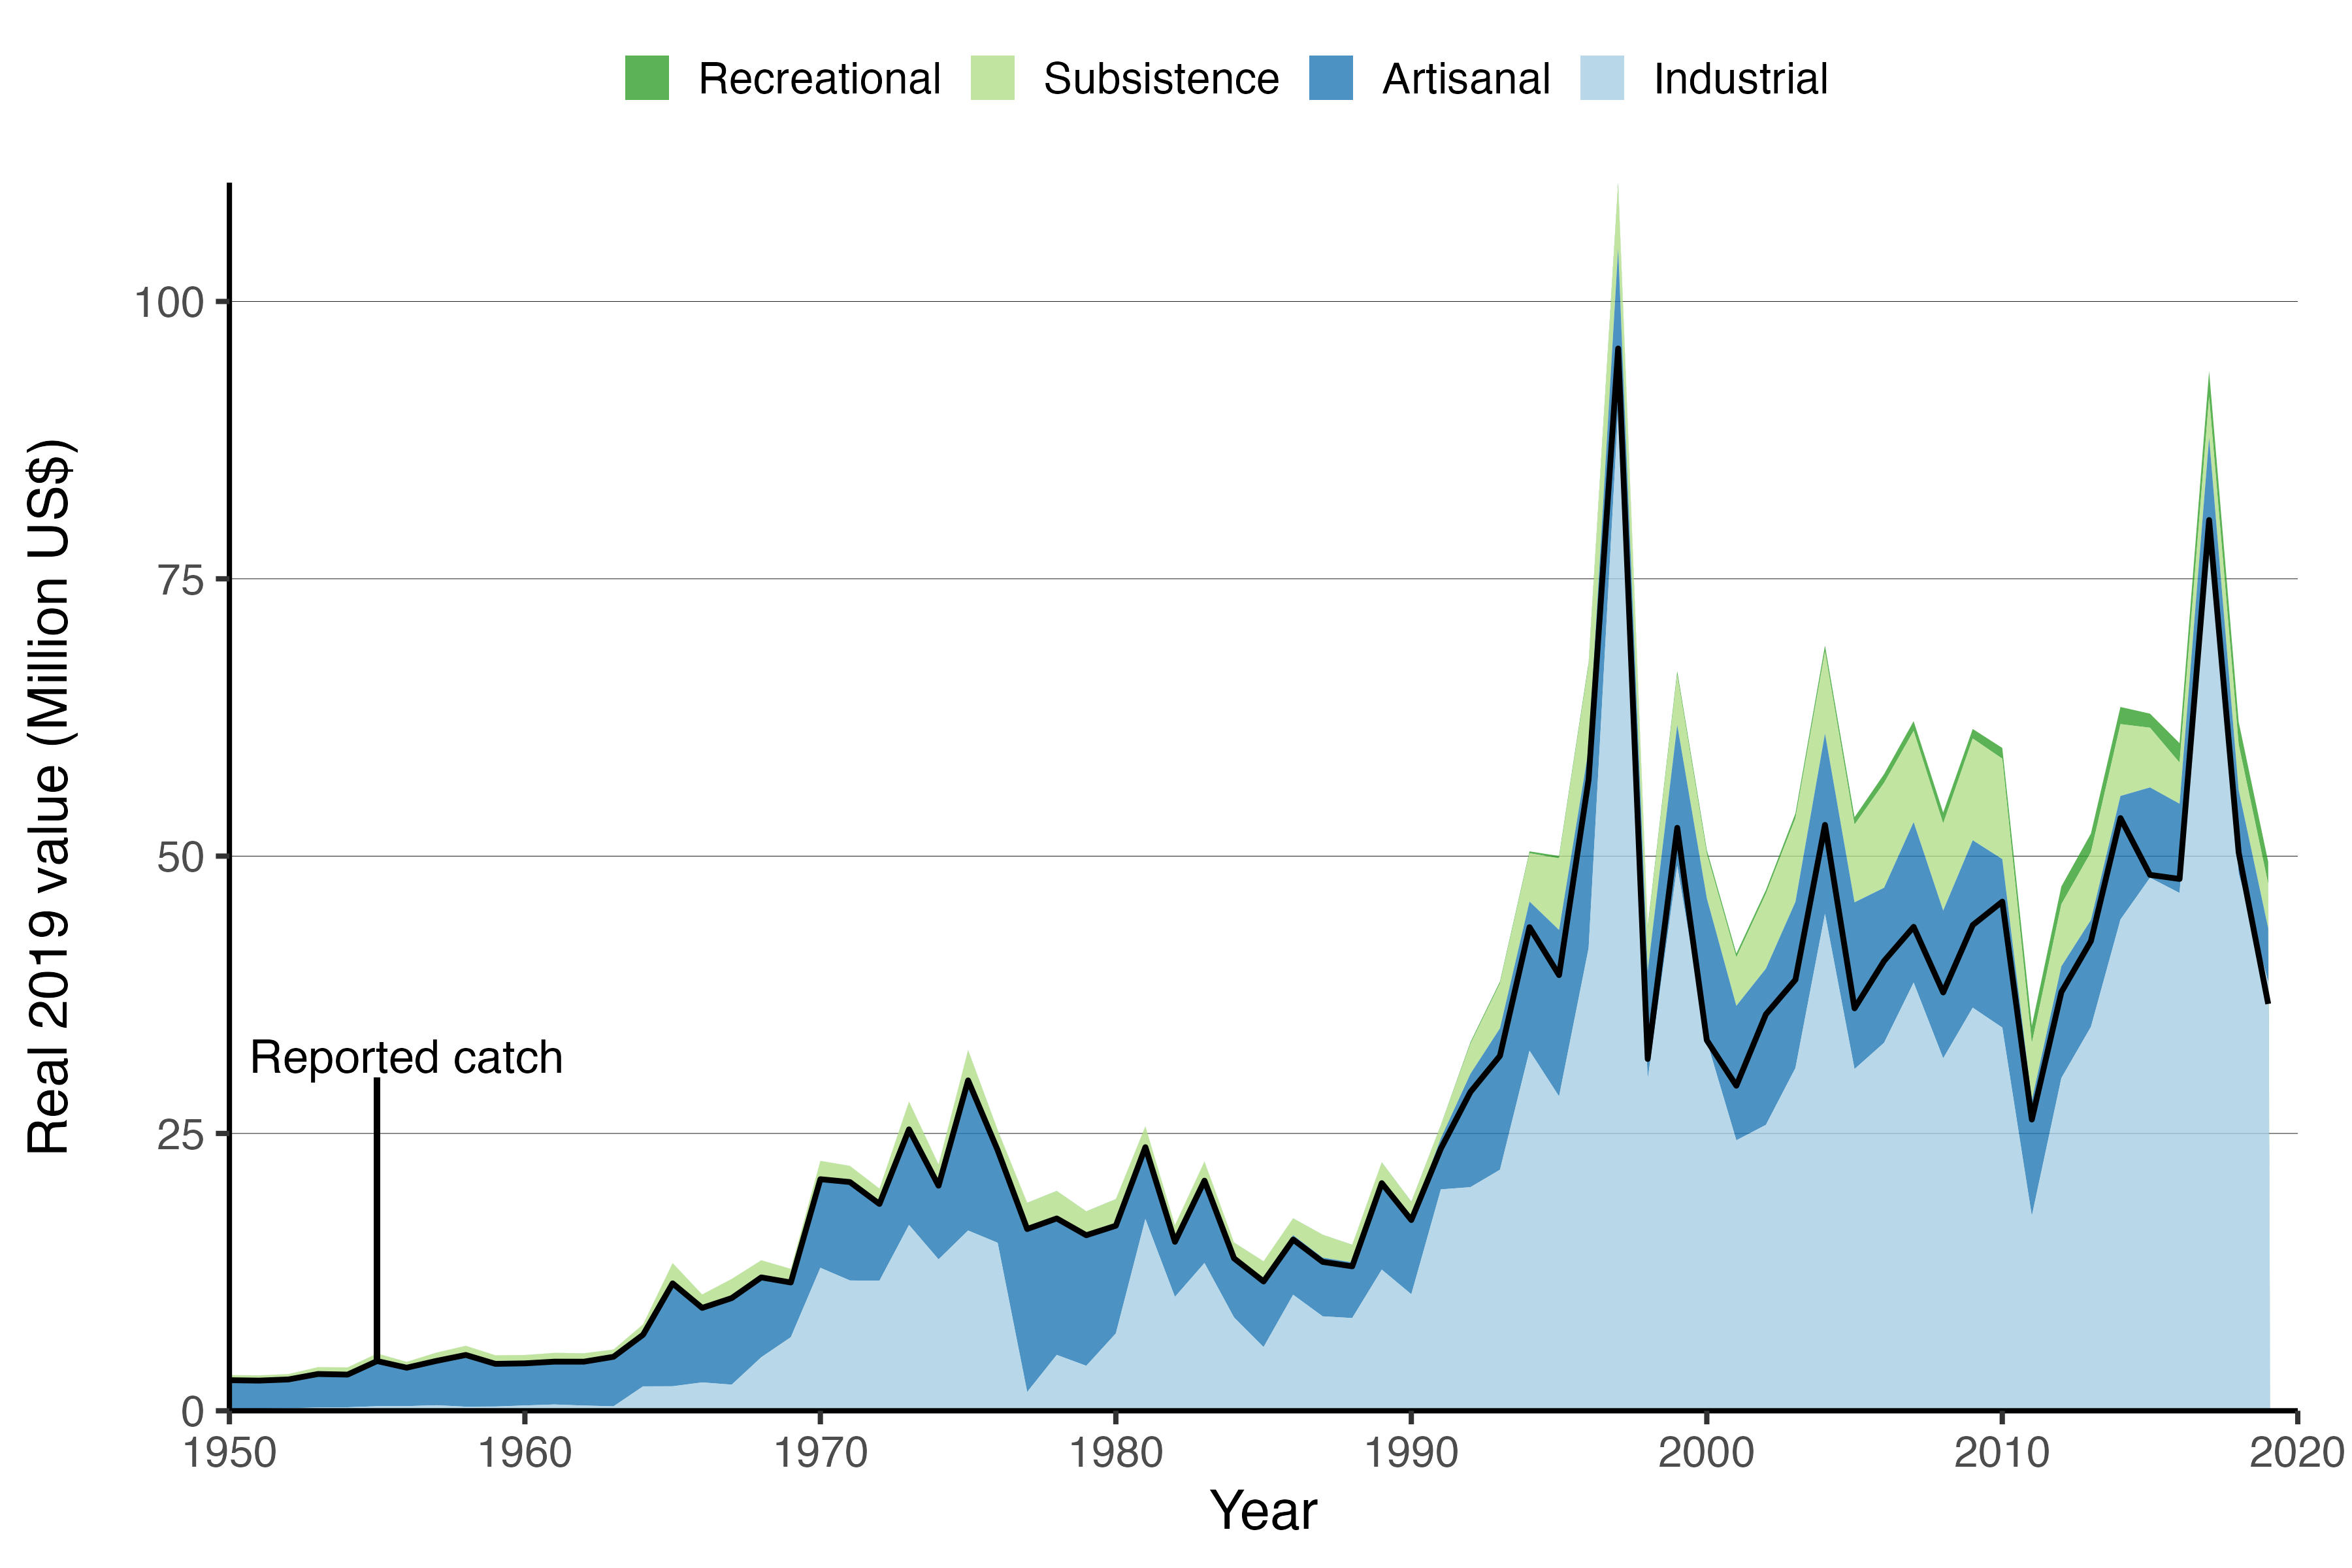 Recreational Subsistence Artisanal Industrial
Real 2019 value (Million US$)
100
75
50
25
0
Reported catch
1950 1960 1970 1980 1990 2000 2010 2020
Year